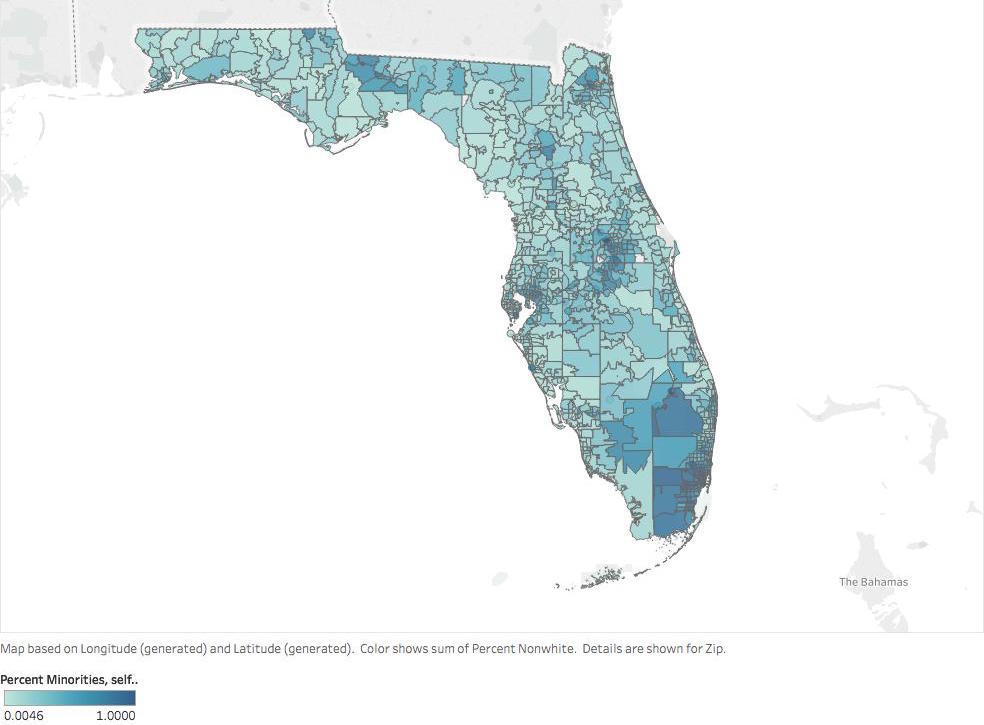 The Bahamas
Map based on Longitude (generated) and Latitude (generated). Color shows sum of Percent Nonwhite. Details are shown for Zip.
Percent Minorities, self..
0.0046 1.0000